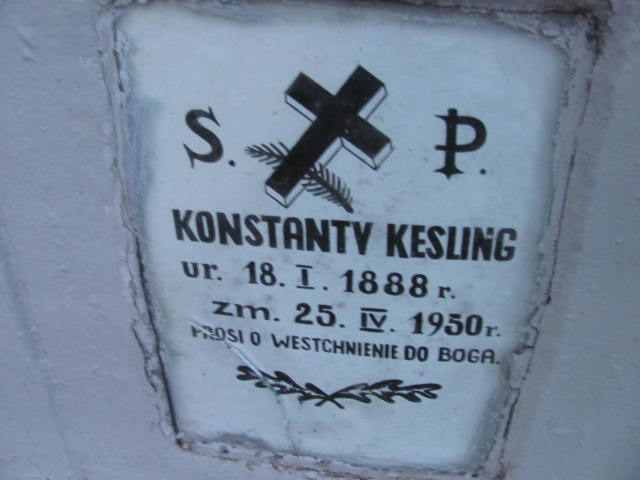 S. P.
KONSTANTY KESLING
ur. 18. I. 1888 r.
zm. 25. IV. 1950 r.
PROSI O WESTCHNIENIE DO BOGA.